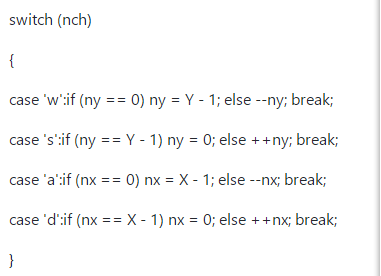 switch (nch)
{
case 'w':if (ny == 0) ny = Y - 1; else --ny; break;
case 's':if (ny == Y - 1) ny = 0; else ++ny; break;
case 'a':if (nx == 0) nx = X - 1; else --nx; break;
case 'd':if (nx == X - 1) nx = 0; else ++nx; break;
}